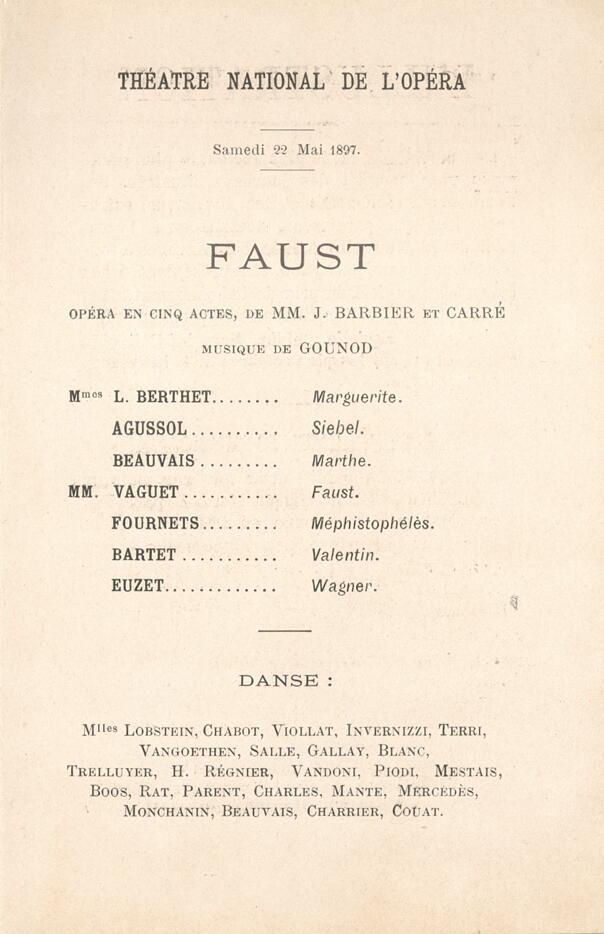 THÉATRE NATIONAL DE L'OPÉRA
Samedi 22 Mai 1897.
FAUST
OPÉRA EN CINQ ACTES, DE MM. J. BARBIER ET CARRÉ
MUSIQUE DE GOUNOD
Mmes L. BERTHET........ Marguerite.
AGUSSOL.......... Siebel.
BEAUVAIS......... Marthe.
MM. VAGUET........... Faust.
FOURNETS......... Méphistophélès.
BARTET........... Valentin.
EUZET............. Wagner.
DANSE :
Mlles LOBSTEIN, CHABOT, VIOLLAT, INVERNIZZI, TERRI,
VANGOETHEN, SALLE, GALLAY, BLANC,
TRELLUYER, H. RÉGNIER, VANDONI, PIODI, MESTAIS,
BOOS, RAT, PARENT, CHARLES, MANTE, MERCÉDÈS,
MONCHANIN, BEAUVAIS, CHARRIER, COUAT.